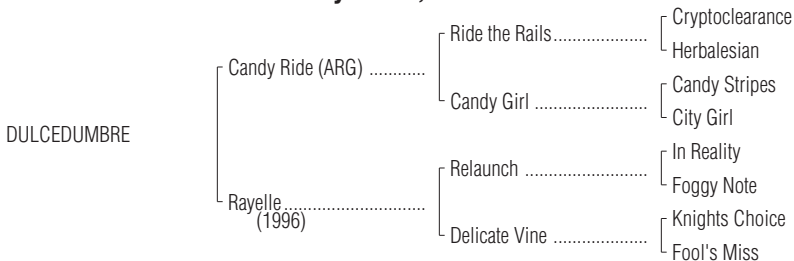 Cryptoclearance
Ride the Rails....................
Herbalesian
Candy Ride (ARG) ............
Candy Stripes
Candy Girl ........................
City Girl
DULCEDUMBRE
In Reality
Relaunch ..........................
Foggy Note
Rayelle..............................
(1996)
Knights Choice
Delicate Vine ....................
Fool's Miss